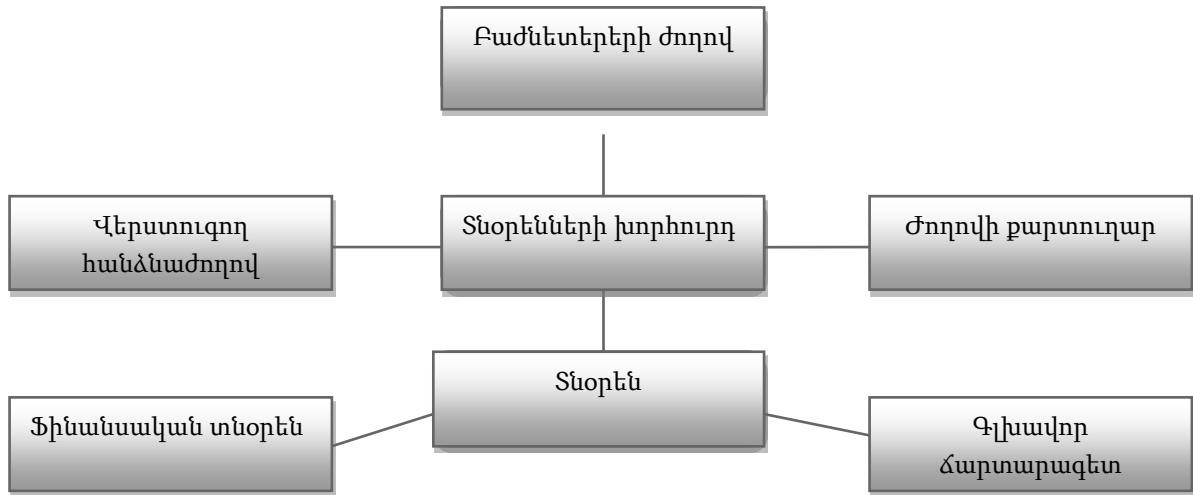 Բաժնետերերի ժողով
Վերստուգող
հանձնաժողով
Տնօրենների խորհուրդ
Ժողովի քարտուղար
Տնօրեն
Ֆինանսական տնօրեն
Գլխավոր
ճարտարագետ